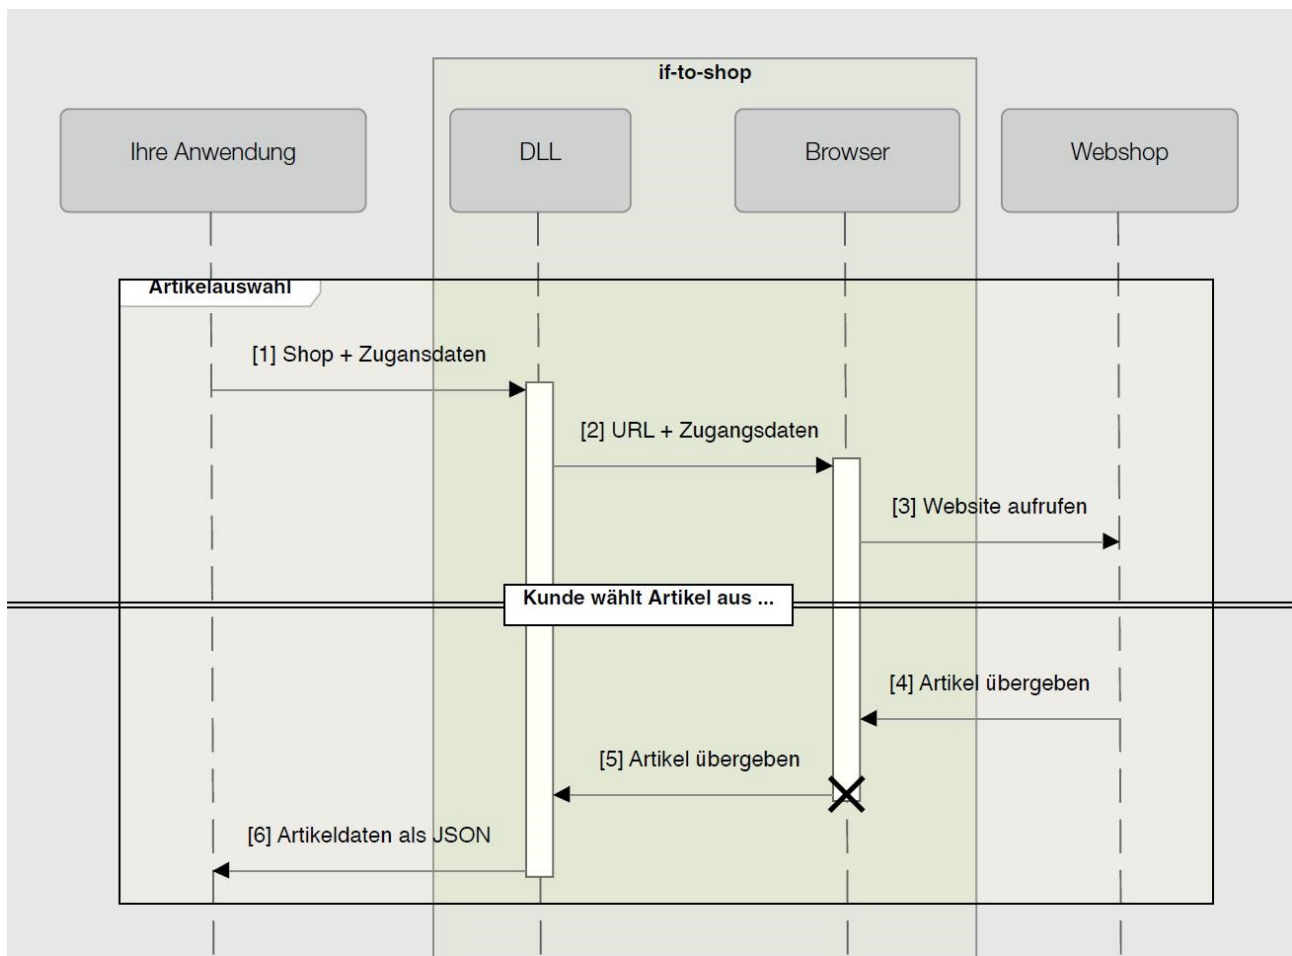 if-to-shop
Ihre Anwendung
DLL
Browser
Webshop
Artikelauswahl
[1] Shop + Zugansdaten
[2] URL + Zugangsdaten
[3] Website aufrufen
Kunde wählt Artikel aus ...
[4] Artikel übergeben
[5] Artikel übergeben
[6] Artikeldaten als JSON